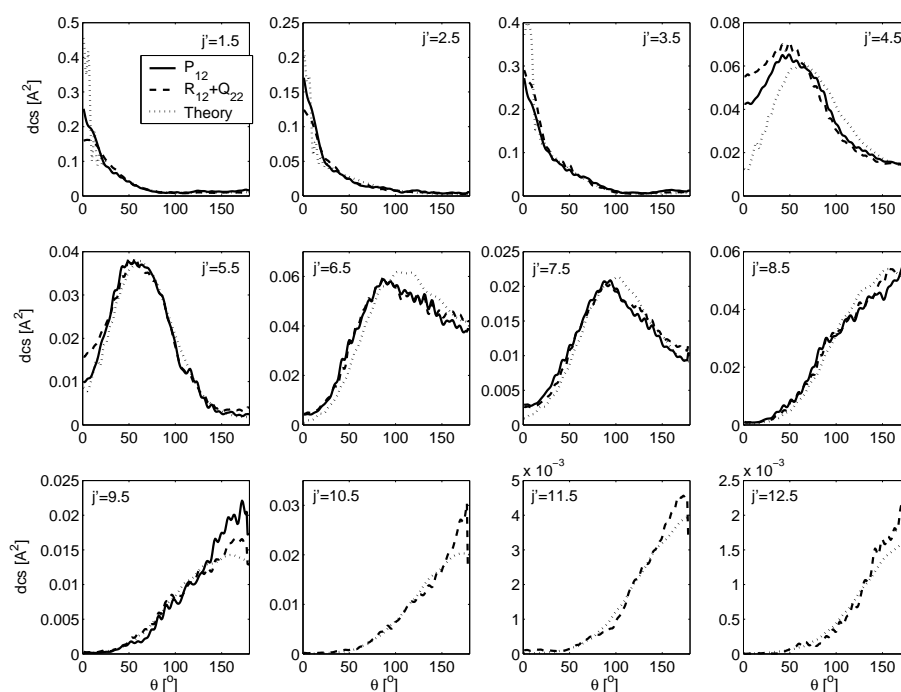 0.5 0.25 0.4
j'=1.5 j'=2.5 j'=3.5 j'=4.5
P12
R12+Q22
Theory
dcs [A2]
0.4 0.3 0.2 0.1 0
0.2 0.15 0.1 0.05 0
0.3 0.2 0.1 0
0.08 0.06 0.04 0.02 0
0 50 100 150 0 50 100 150 0 50 100 150 0 50 100 150
j'=5.5 j'=6.5 j'=7.5 j'=8.5
dcs [A2]
0.04 0.03 0.02 0.01 0
0.06 0.04 0.02 0
0.025 0.02 0.015 0.01 0.005 0
0.06 0.04 0.02 0
0 50 100 150 0 50 100 150 0 50 100 150 0 50 100 150
x 10−3 x 10−3
j'=9.5 j'=10.5 j'=11.5 j'=12.5
dcs [A2]
0.025 0.02 0.015 0.01 0.005 0
0.03 0.02 0.01 0
5 4 3 2 1 0
2.5 2 1.5 1 0.5 0
0 50 100 150 0 50 100 150 0 50 100 150 0 50 100 150
θ [o] θ [o] θ [o] θ [o]